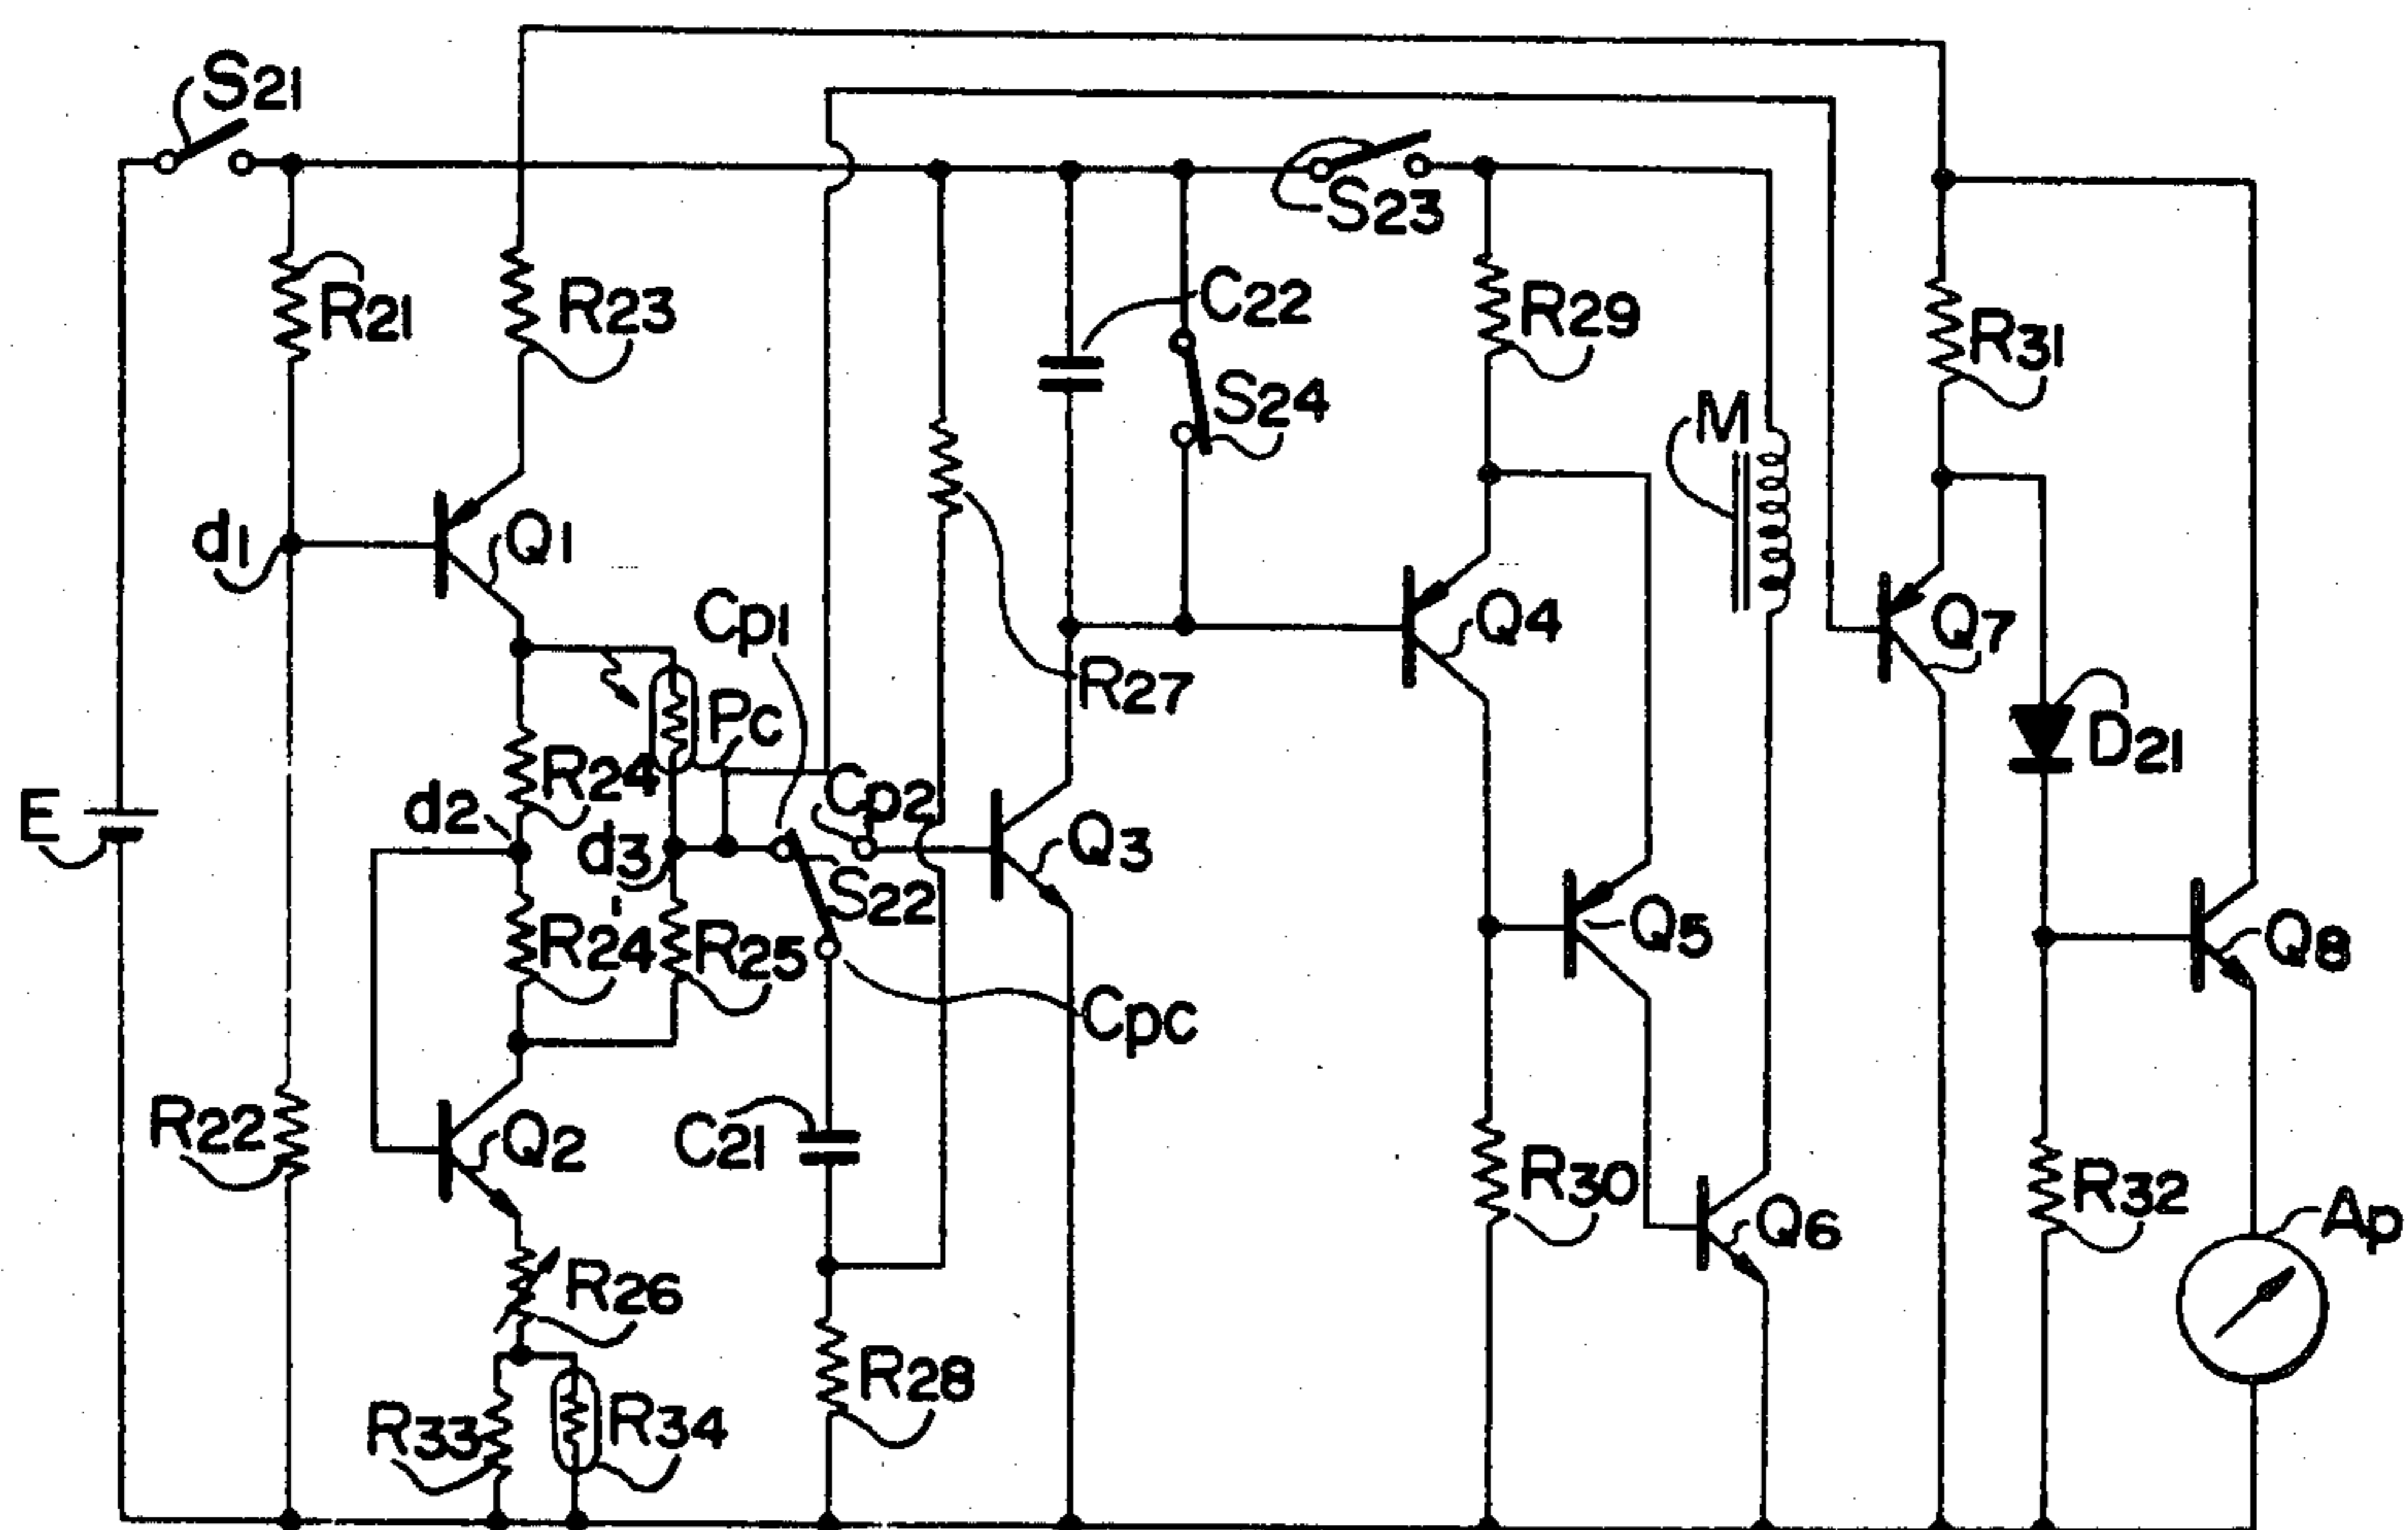 S21
S23
R21
R23
C22
R29
R31
S24
M
d1
Q1
Cp1
Q4
Q7
R27
Pc
R24
D21
E
d2
Cp2
d3
Q3
S22
R24'
R25
Q5
Q8
Cpc
R22
Q2
C21
R30
R32
Q6
Ap
R26
R28
R33
R34